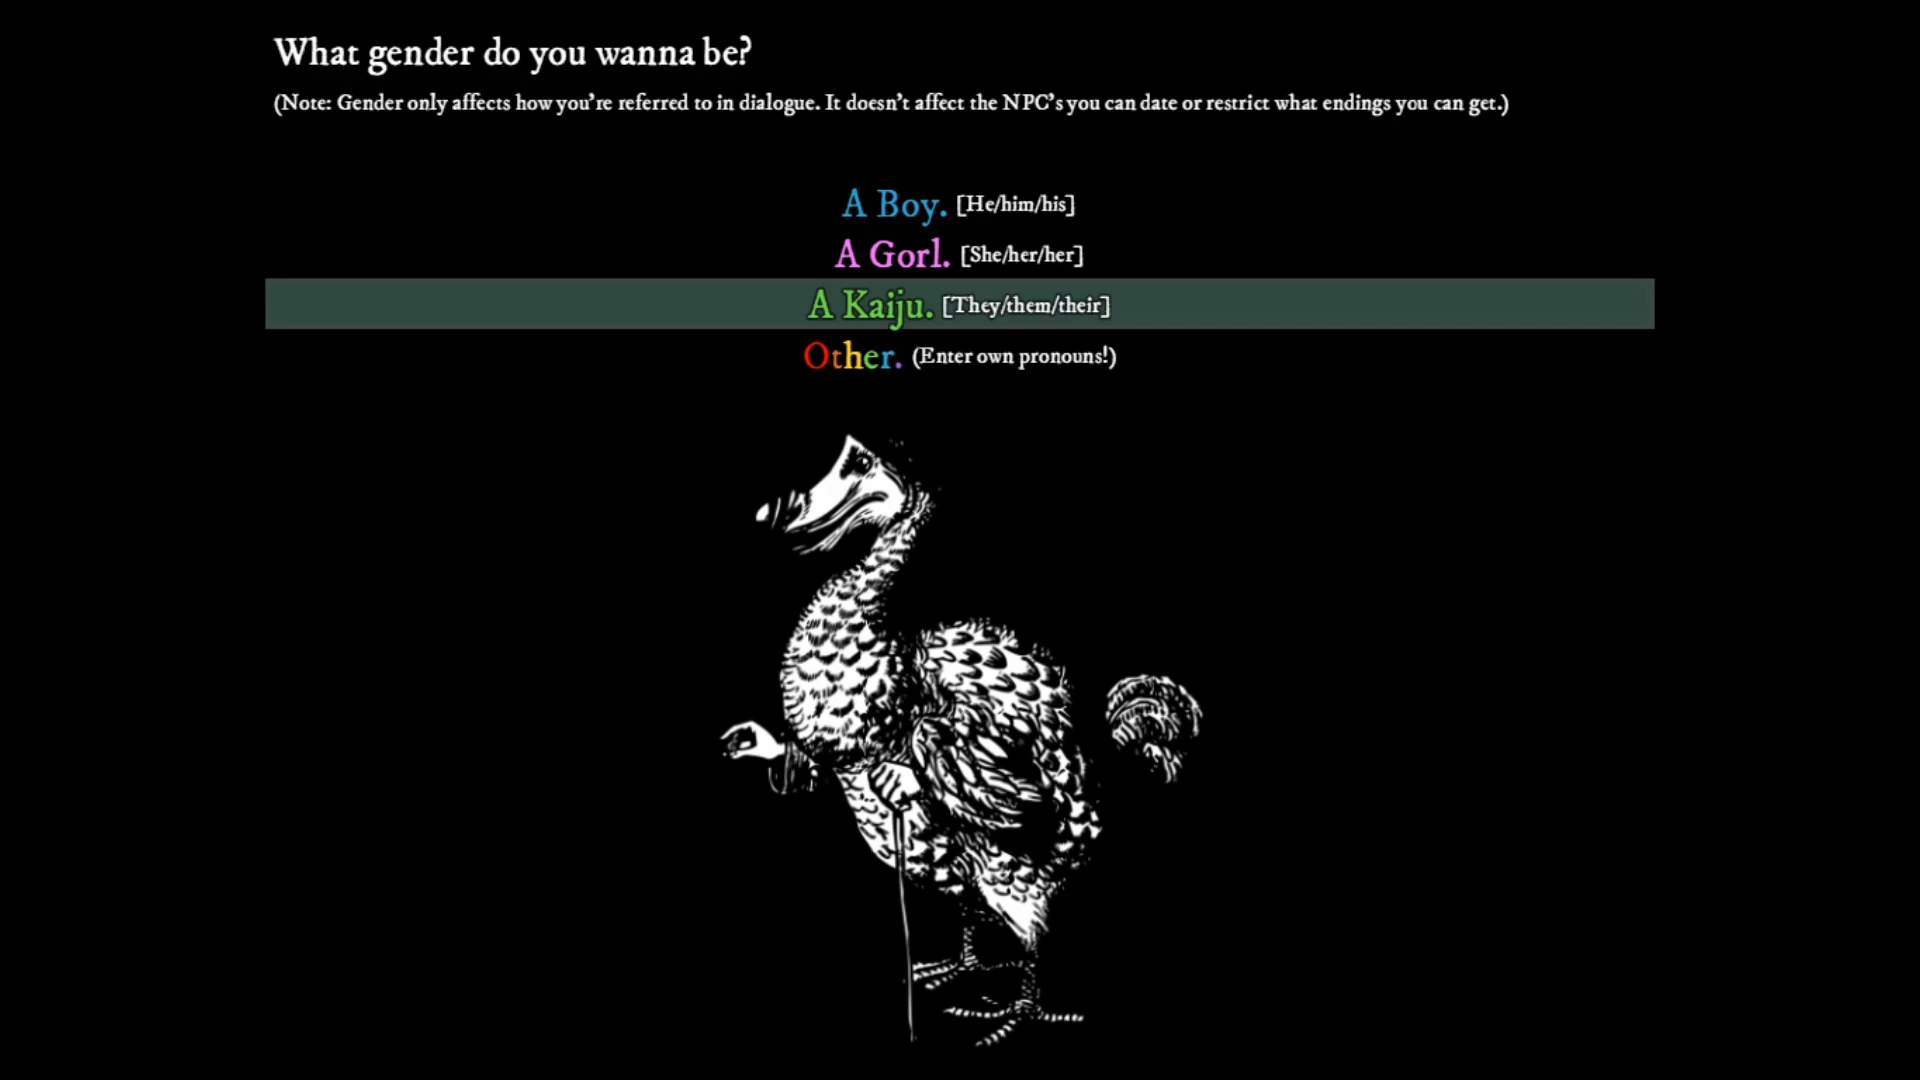 What gender do you wanna be?
(Note: Gender only affects how you're referred to in dialogue. It doesn't affect the NPC's you can date or restrict what endings you can get.)
A Boy. [He/him/his]
A Gorl. [She/her/her]
A Kaiju. [They/them/their]
Other. (Enter own pronouns!)